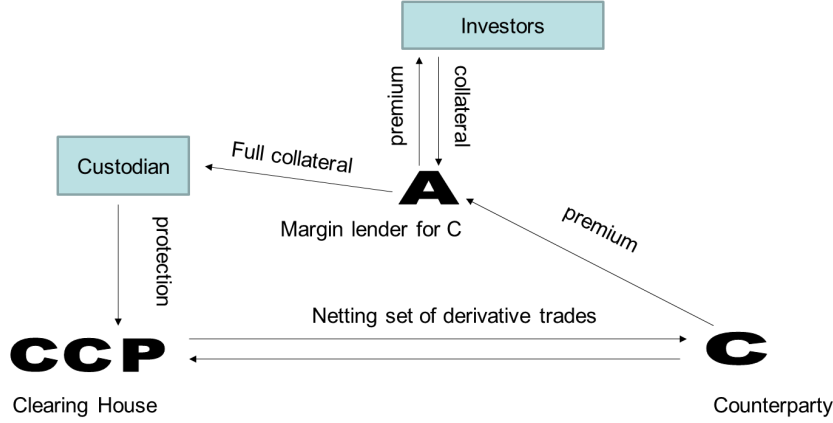 Investors
premium
collateral
Custodian
Full collateral
A
Margin lender for C
premium
protection
Netting set of derivative trades
CCP
C
Clearing House
Counterparty